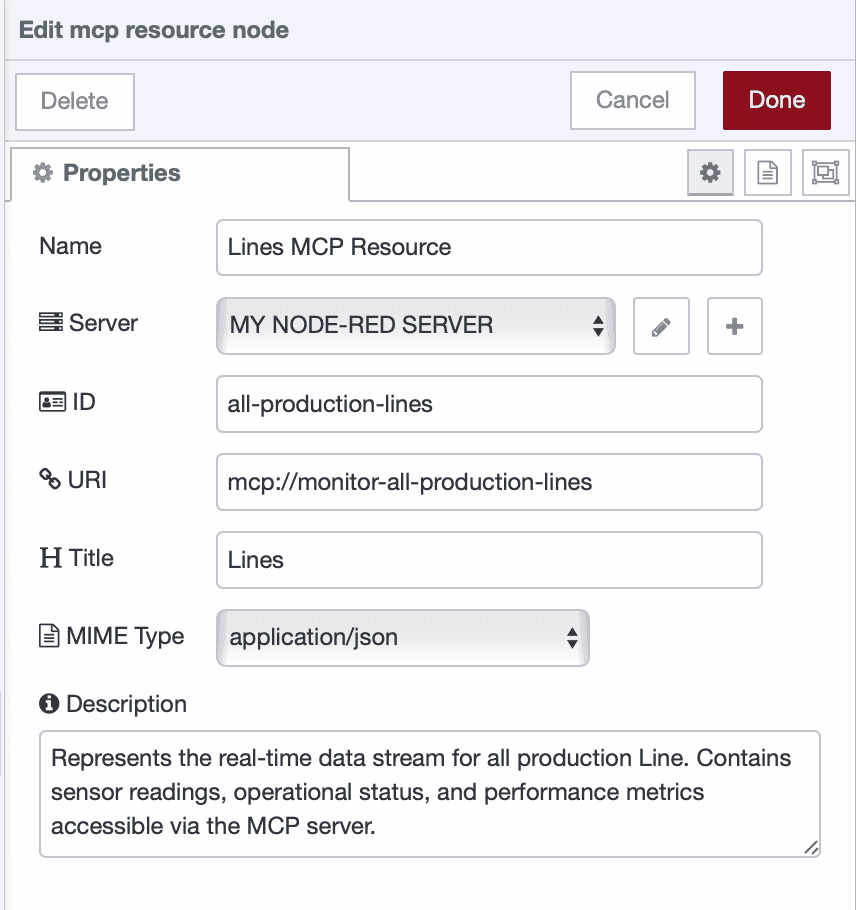 Edit mcp resource node
Delete
Cancel
Done
Properties
Name
Lines MCP Resource
Server
MY NODE-RED SERVER
ID
all-production-lines
URI
mcp://monitor-all-production-lines
Title
Lines
MIME Type
application/json
Description
Represents the real-time data stream for all production Line. Contains
sensor readings, operational status, and performance metrics
accessible via the MCP server.